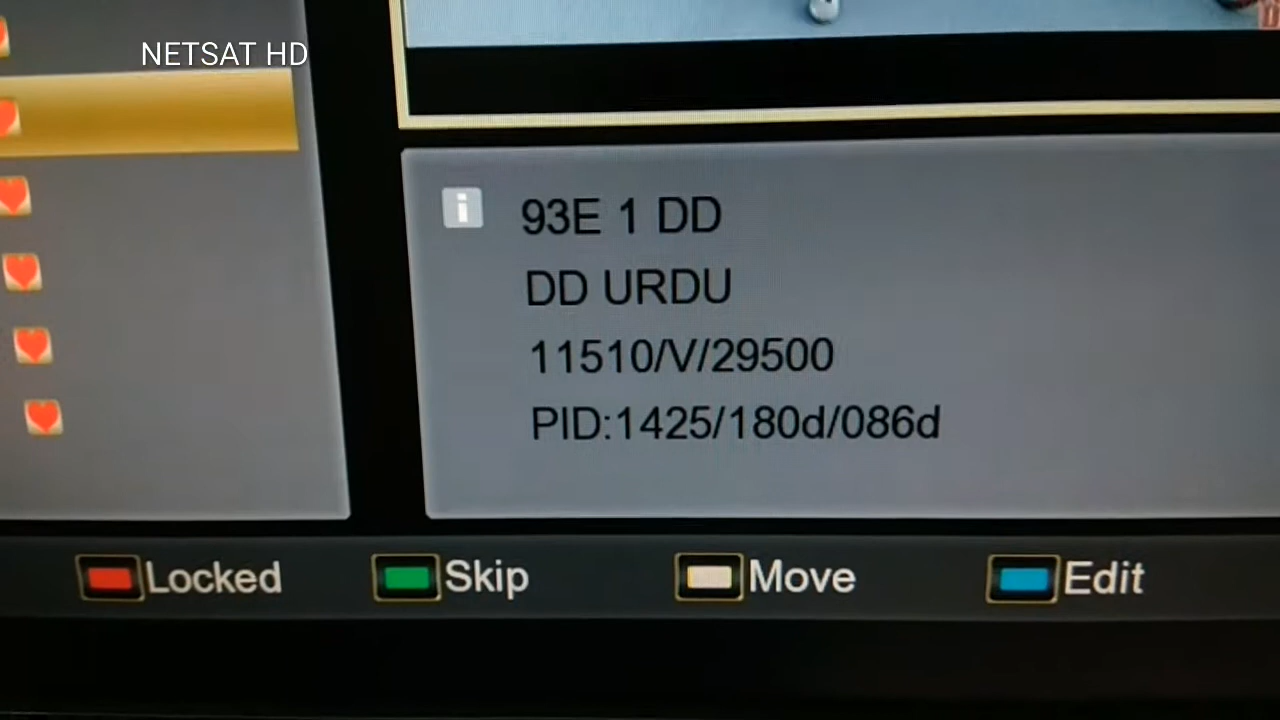 NETSAT HD
93E 1 DD
DD URDU
11510/V/29500
PID:1425/180d/086d
Locked
Skip
Move
Edit